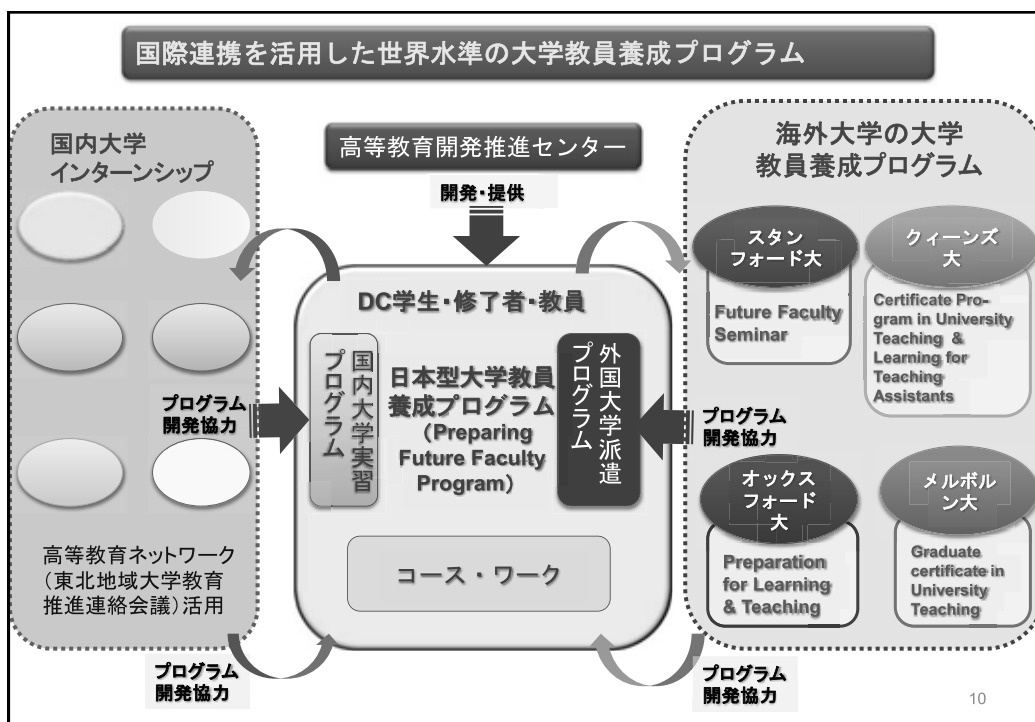 国際連携を活用した世界水準の大学教員養成プログラム
国内大学
インターンシップ
高等教育ネットワーク
(東北地域大学教育
推進連絡会議)活用
高等教育開発推進センター
開発・提供
DC学生・修了者・教員
国内大学実習
プログラム
日本型大学教員
養成プログラム
(Preparing
Future Faculty
Program)
外国大学派遣
プログラム
コース・ワーク
プログラム
開発協力
プログラム
開発協力
プログラム
開発協力
プログラム
開発協力
海外大学の大学
教員養成プログラム
スタン
フォード大
Future Faculty
Seminar
クィーンズ
大
Certificate Pro-
gram in University
Teaching &
Learning for
Teaching
Assistants
オックス
フォード
大
Preparation
for Learning
& Teaching
メルボル
ン大
Graduate
certificate in
University
Teaching
10